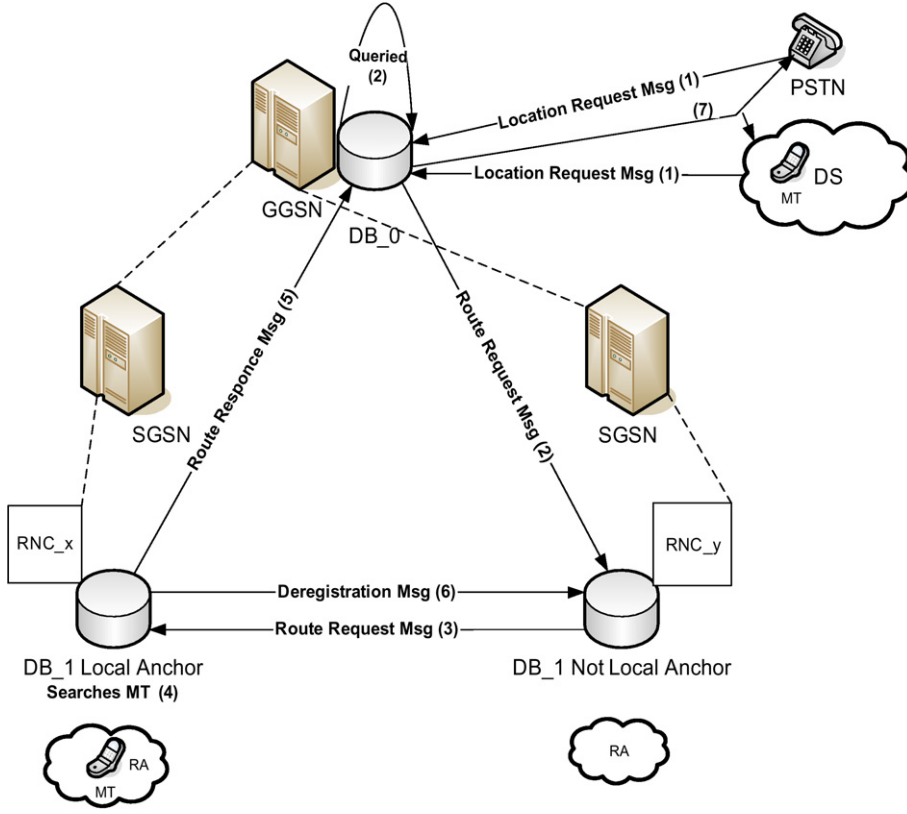 Queried
(2)
Location Request Msg (1)
PSTN
(7)
Location Request Msg (1)
MT
DS
GGSN
DB_0
Route Responce Msg (5)
Route Request Msg (2)
SGSN
SGSN
RNC_x
RNC_y
Deregistration Msg (6)
Route Request Msg (3)
DB_1 Local Anchor
Searches MT (4)
DB_1 Not Local Anchor
RA
MT
RA